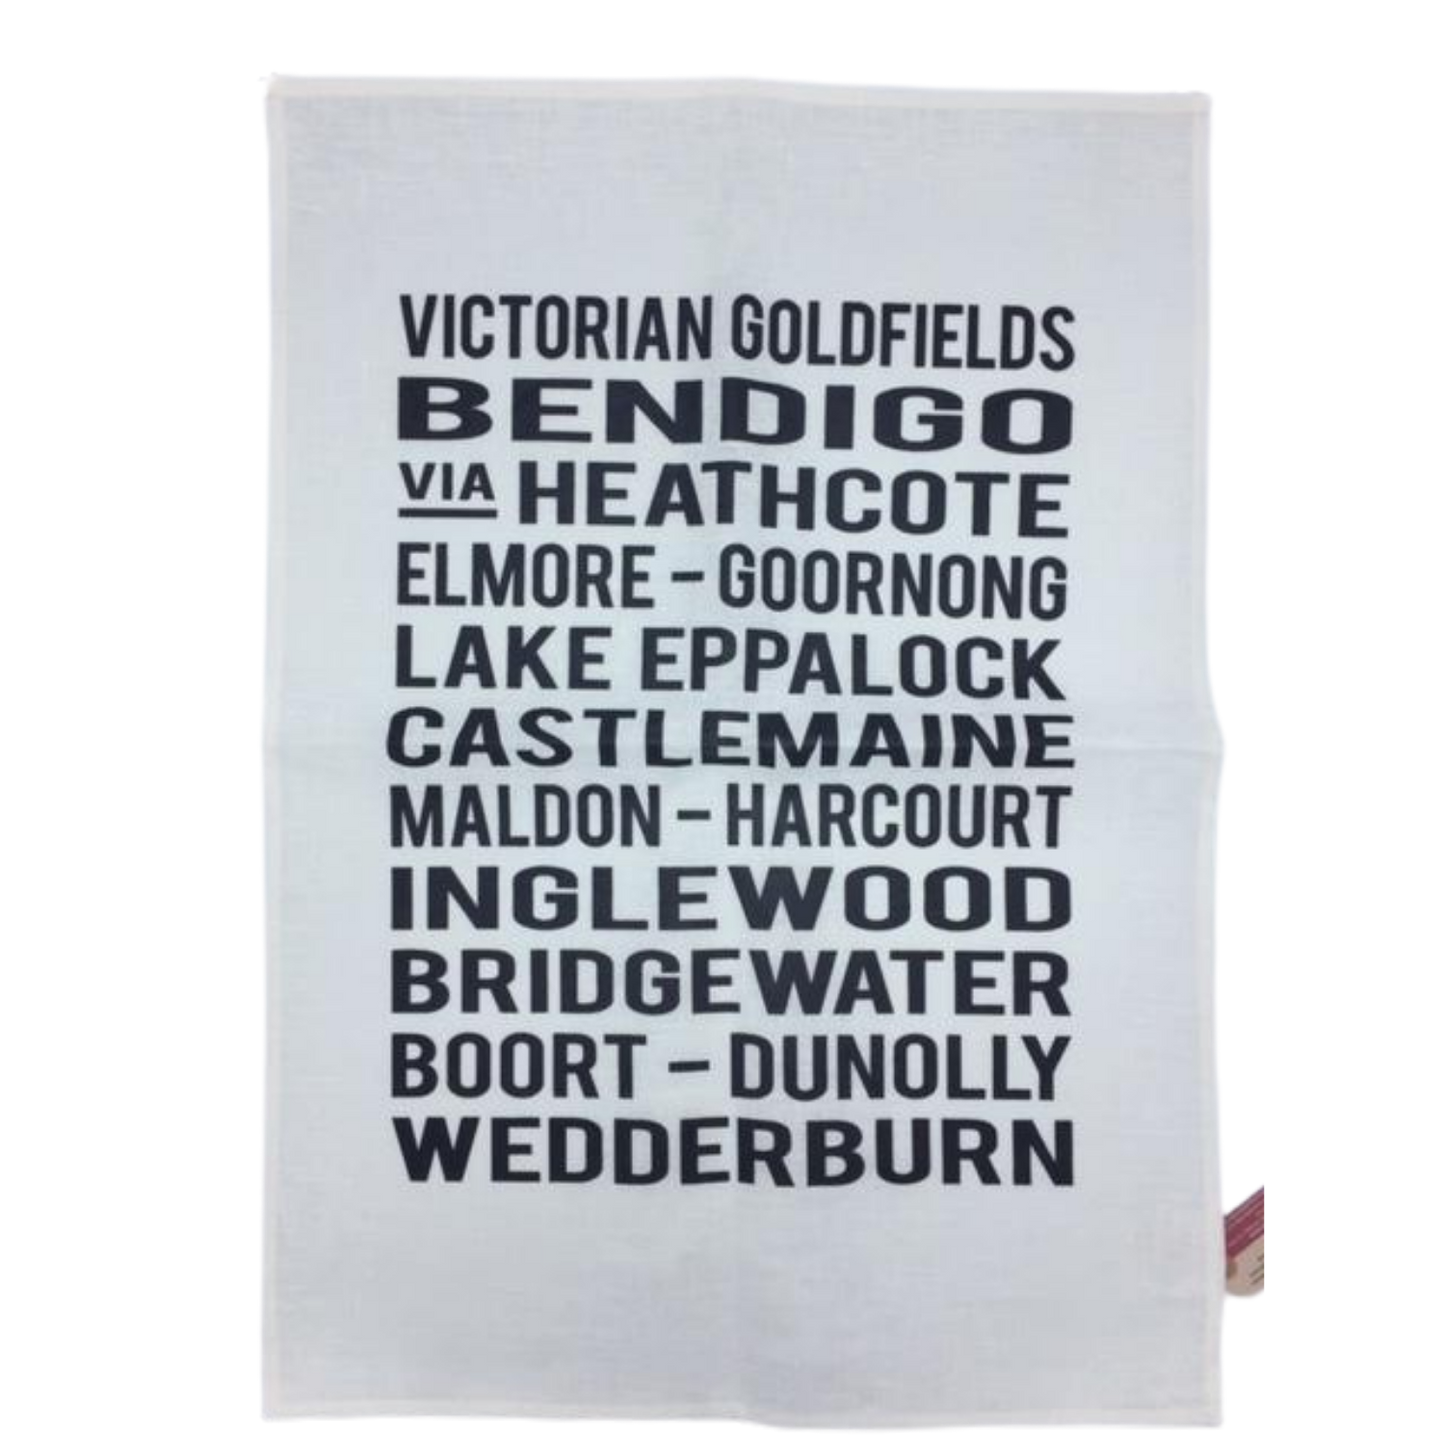 VICTORIAN GOLDFIELDS
BENDIGO
VIA HEATHCOTE
ELMORE – GOORNONG
LAKE EPPALOCK
CASTLEMAINE
MALDON – HARCOURT
INGLEWOOD
BRIDGEWATER
BOORT – DUNOLLY
WEDDERBURN